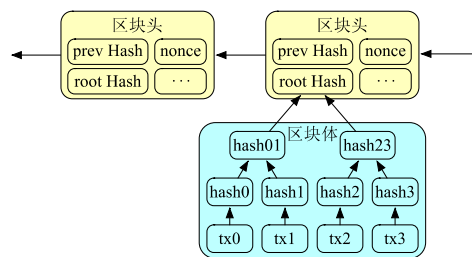 区块头 区块头
prev Hash nonce prev Hash nonce
root Hash ··· root Hash ···
区块体
hash01 hash23
hash0 hash1 hash2 hash3
tx0 tx1 tx2 tx3